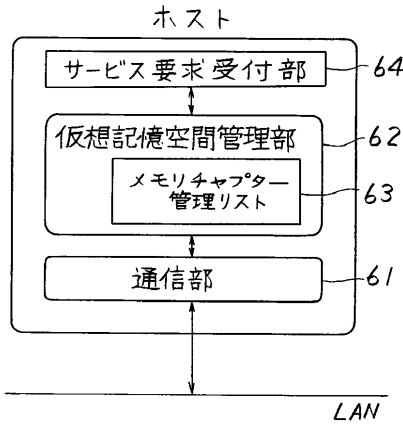 ホスト
サービス要求受付部
64
仮想記憶空間管理部
62
メモリチャプター
管理リスト
63
通信部
61
LAN